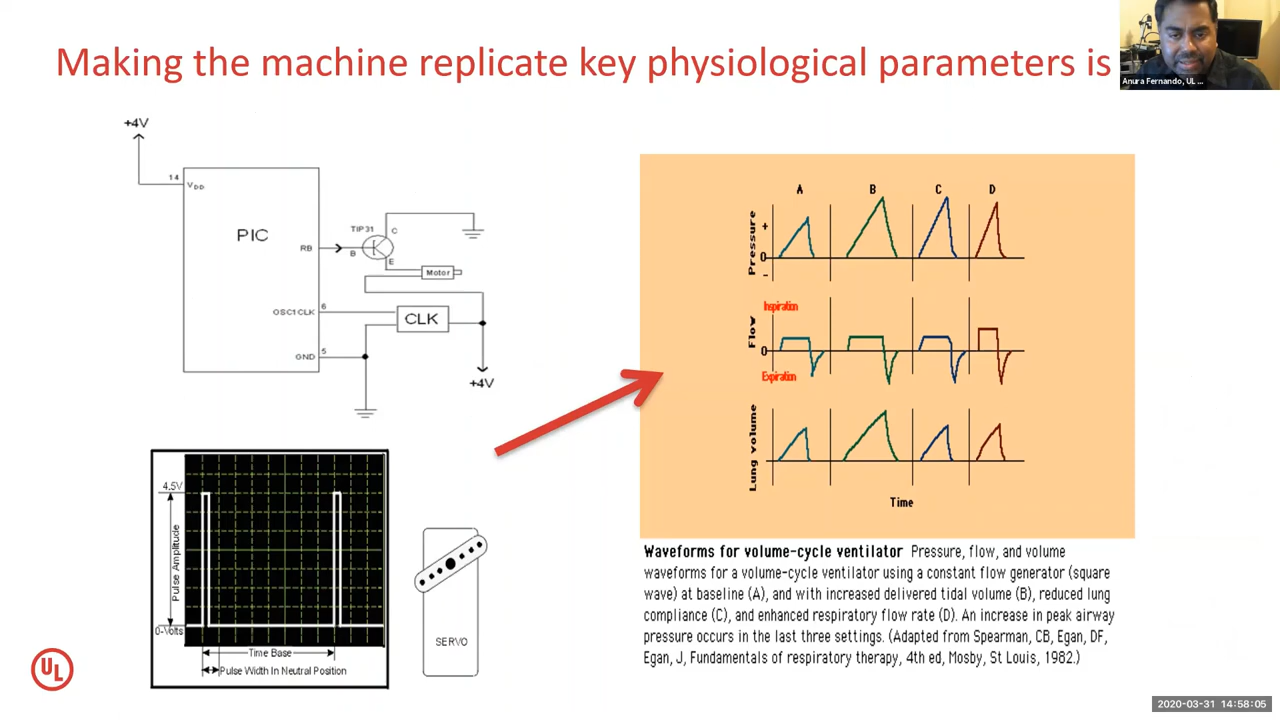 Making the machine replicate key physiological parameters is
Anura Fernando, UL ...
+4V
14
VDD
PIC
RB
TIP31
C
B
E
Motor
OSC1CLK
6
CLK
GND
5
+4V
4.5V
Pulse Amplitude
0-Volts
Time Base
Pulse Width In Neutral Position
SERVO
UL
A B C D
Pressure
+
0
-
Inspiration
Flow
0
Expiration
Lung volume
Time
Waveforms for volume-cycle ventilator Pressure, flow, and volume
waveforms for a volume-cycle ventilator using a constant flow generator (square
wave) at baseline (A), and with increased delivered tidal volume (B), reduced lung
compliance (C), and enhanced respiratory flow rate (D). An increase in peak airway
pressure occurs in the last three settings. (Adapted from Spearman, CB, Egan, DF,
Egan, J, Fundamentals of respiratory therapy, 4th ed, Mosby, St Louis, 1982.)
2020-03-31 14:58:05